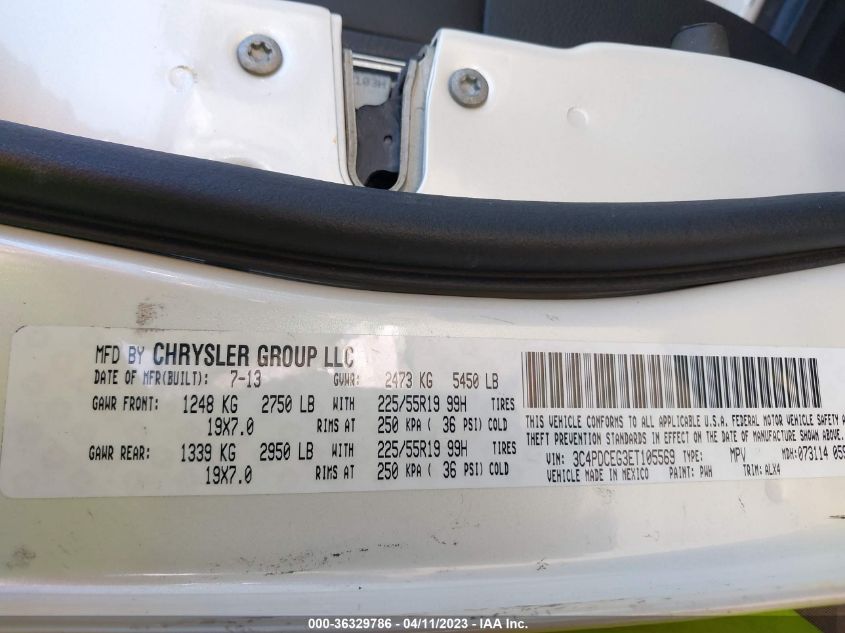 103H
MFD BY CHRYSLER GROUP LLC
DATE OF MFR(BUILT): 7-13 GVWR: 2473 KG 5450 LB
GAWR FRONT: 1248 KG 2750 LB WITH 225/55R19 99H TIRES
19X7.0 RIMS AT 250 KPA ( 36 PSI) COLD
GAWR REAR: 1339 KG 2950 LB WITH 225/55R19 99H TIRES
19X7.0 RIMS AT 250 KPA ( 36 PSI) COLD
THIS VEHICLE CONFORMS TO ALL APPLICABLE U.S.A. FEDERAL MOTOR VEHICLE SAFETY
THEFT PREVENTION STANDARDS IN EFFECT ON THE DATE OF MANUFACTURE SHOWN ABOVE.
VIN: 3C4PDCEG3ET105569 TYPE: MPV MDH: 073114 055
VEHICLE MADE IN MEXICO PAINT: PWH TRIM: ALX4
000-36329786 - 04/11/2023 - IAA Inc.